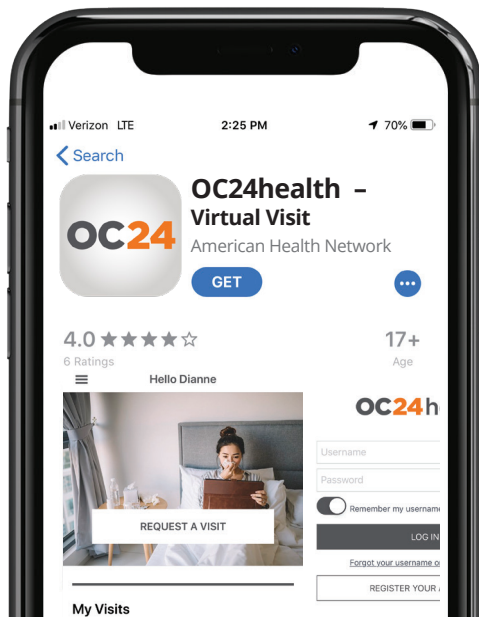 Verizon LTE 2:25 PM 70%
Search
OC24
OC24health –
Virtual Visit
American Health Network
GET
4.0 17+
6 Ratings Age
Hello Dianne
REQUEST A VISIT
My Visits
OC24h
Username
Password
Remember my username
LOG IN
Forgot your username o
REGISTER YOUR